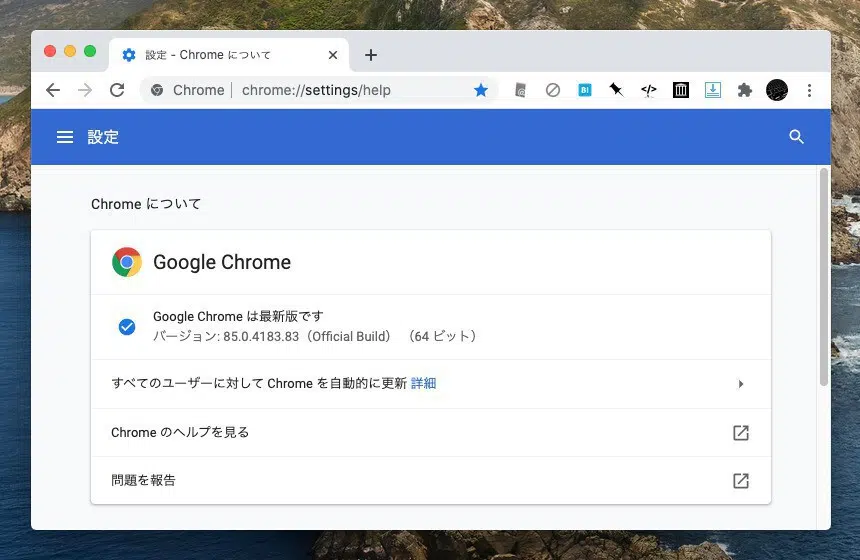 設定 - Chrome について
Chrome | chrome://settings/help
B!
</>
設定
Chrome について
Google Chrome
Google Chrome は最新版です
バージョン: 85.0.4183.83（Official Build） （64 ビット）
すべてのユーザーに対して Chrome を自動的に更新 詳細
Chrome のヘルプを見る
問題を報告